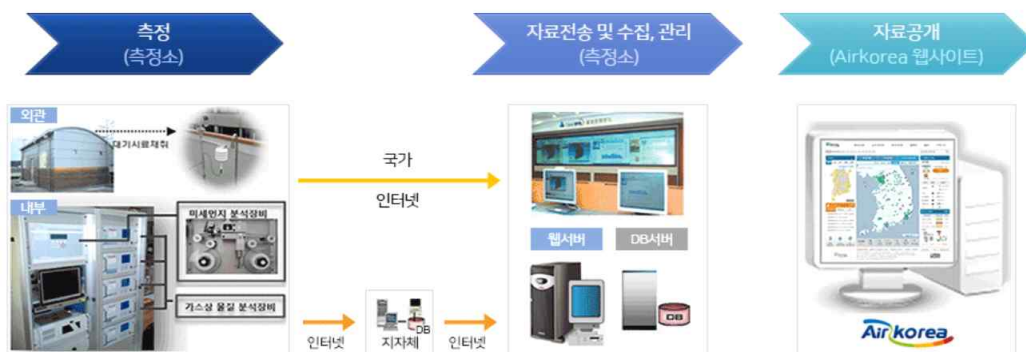 측정
(측정소)
자료전송 및 수집, 관리
(측정소)
자료공개
(Airkorea 웹사이트)
외관
대기시료채취
내부
미세먼지 분석장비
가스상 물질 분석장비
국가
인터넷
인터넷
DB
지자체
인터넷
웹서버
DB서버
DB
Airkorea